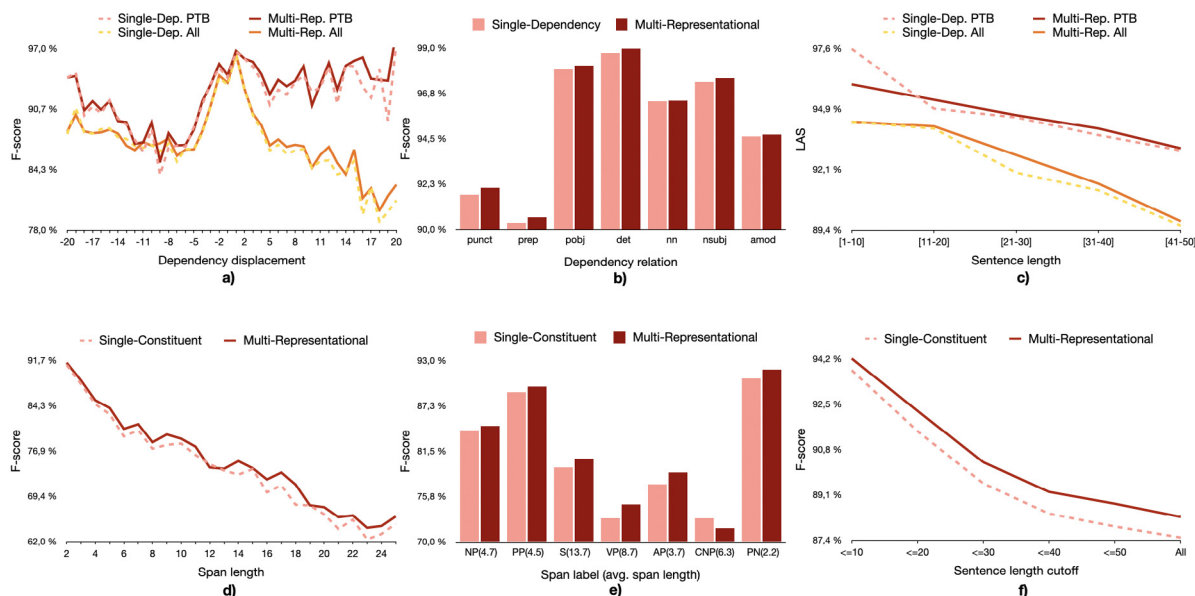 Single-Dep. PTB Multi-Rep. PTB
Single-Dep. All Multi-Rep. All
97,0 %
90,7 %
84,3 %
78,0 %
F-score
-20 -17 -14 -11 -8 -5 -2 2 5 8 11 14 17 20
Dependency displacement
a)
Single-Dependency Multi-Representational
99,0 %
96,8 %
94,5 %
92,3 %
90,0 %
F-score
punct prep pobj det nn nsubj amod
Dependency relation
b)
Single-Dep. PTB Multi-Rep. PTB
Single-Dep. All Multi-Rep. All
97,6 %
94,9 %
92,1 %
89,4 %
LAS
[1-10] [11-20] [21-30] [31-40] [41-50]
Sentence length
c)
Single-Constituent Multi-Representational
91,7 %
84,3 %
76,9 %
69,4 %
62,0 %
F-score
2 4 6 8 10 12 14 16 18 20 22 24
Span length
d)
Single-Constituent Multi-Representational
93,0 %
87,3 %
81,5 %
75,8 %
70,0 %
F-score
NP(4.7) PP(4.5) S(13.7) VP(8.7) AP(3.7) CNP(6.3) PN(2.2)
Span label (avg. span length)
e)
Single-Constituent Multi-Representational
94,2 %
92,5 %
90,8 %
89,1 %
87,4 %
F-score
<=10 <=20 <=30 <=40 <=50 All
Sentence length cutoff
f)